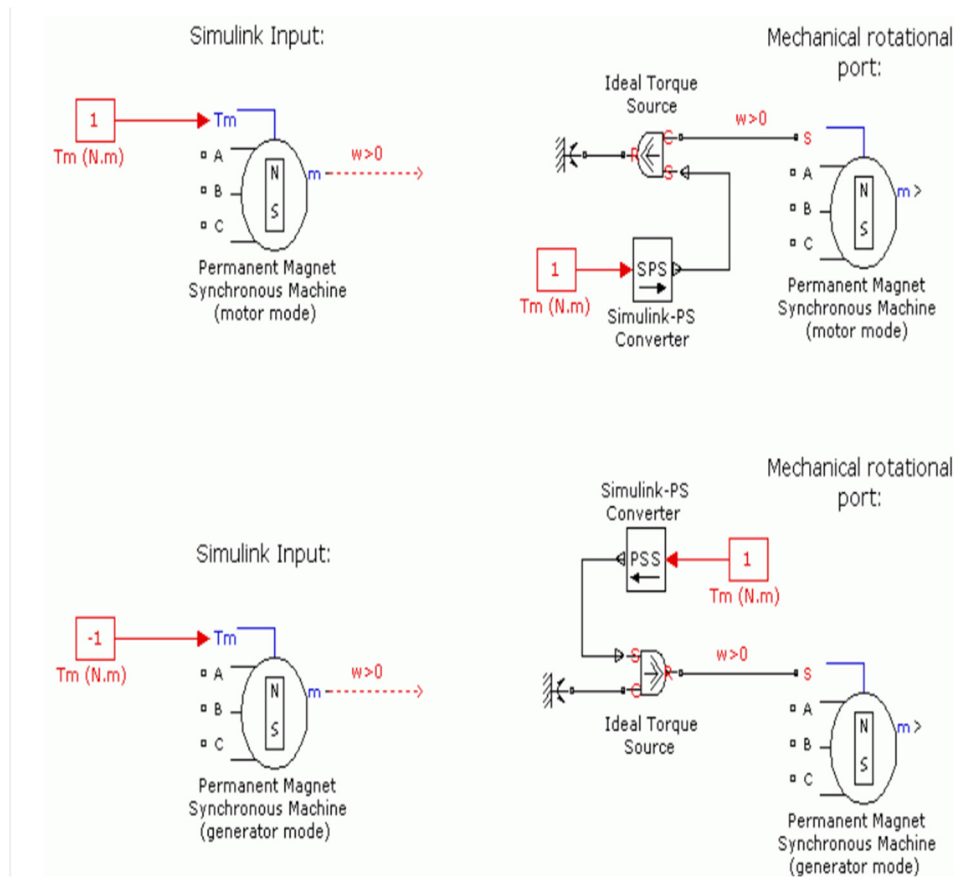 Simulink Input:
1
Tm (N.m)
Tm
A
B
C
N
S
m
w>0
Permanent Magnet
Synchronous Machine
(motor mode)
Mechanical rotational
port:
Ideal Torque
Source
R
C
S
w>0
S
A
B
C
N
S
m
1
Tm (N.m)
SPS
Simulink-PS
Converter
Permanent Magnet
Synchronous Machine
(motor mode)
Simulink Input:
-1
Tm (N.m)
Tm
A
B
C
N
S
m
w>0
Permanent Magnet
Synchronous Machine
(generator mode)
Mechanical rotational
port:
Simulink-PS
Converter
PSS
1
Tm (N.m)
S
C
R
w>0
S
Ideal Torque
Source
A
B
C
N
S
m
Permanent Magnet
Synchronous Machine
(generator mode)